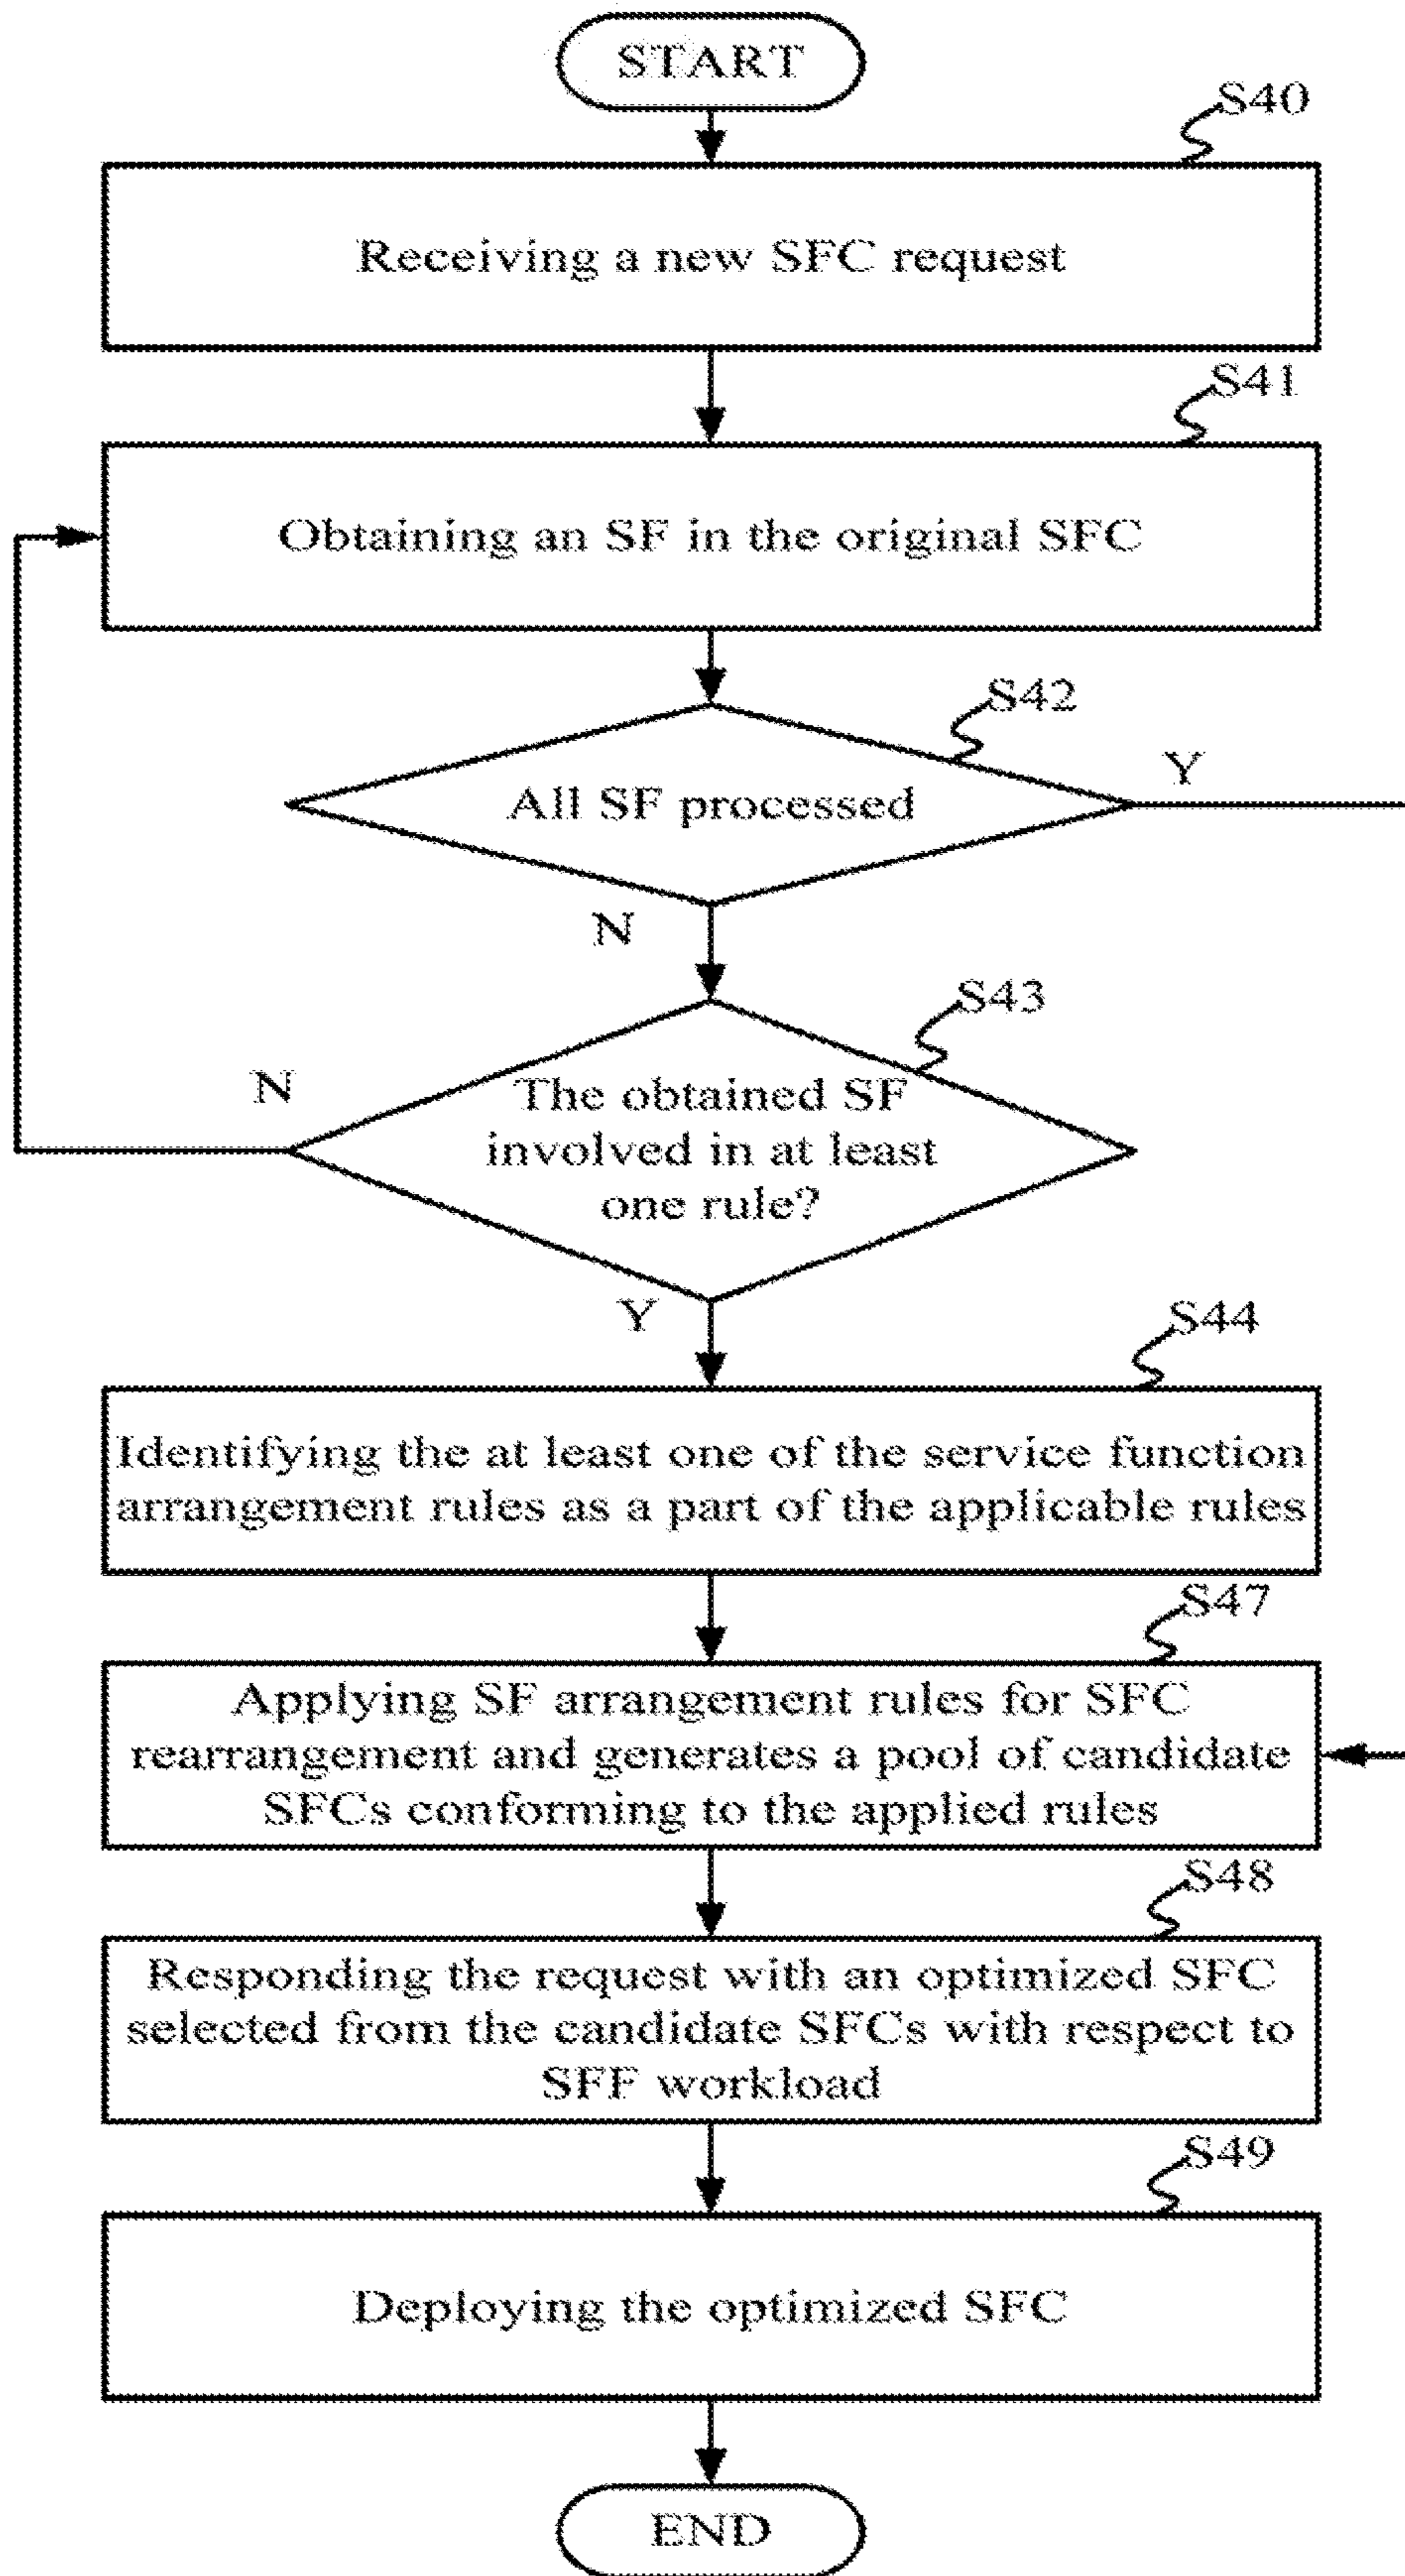 START
S40
Receiving a new SFC request
S41
Obtaining an SF in the original SFC
S42
All SF processed
Y
N
S43
The obtained SF
involved in at least
one rule?
N
Y
S44
Identifying the at least one of the service function
arrangement rules as a part of the applicable rules
S47
Applying SF arrangement rules for SFC
rearrangement and generates a pool of candidate
SFCs conforming to the applied rules
S48
Responding the request with an optimized SFC
selected from the candidate SFCs with respect to
SFF workload
S49
Deploying the optimized SFC
END